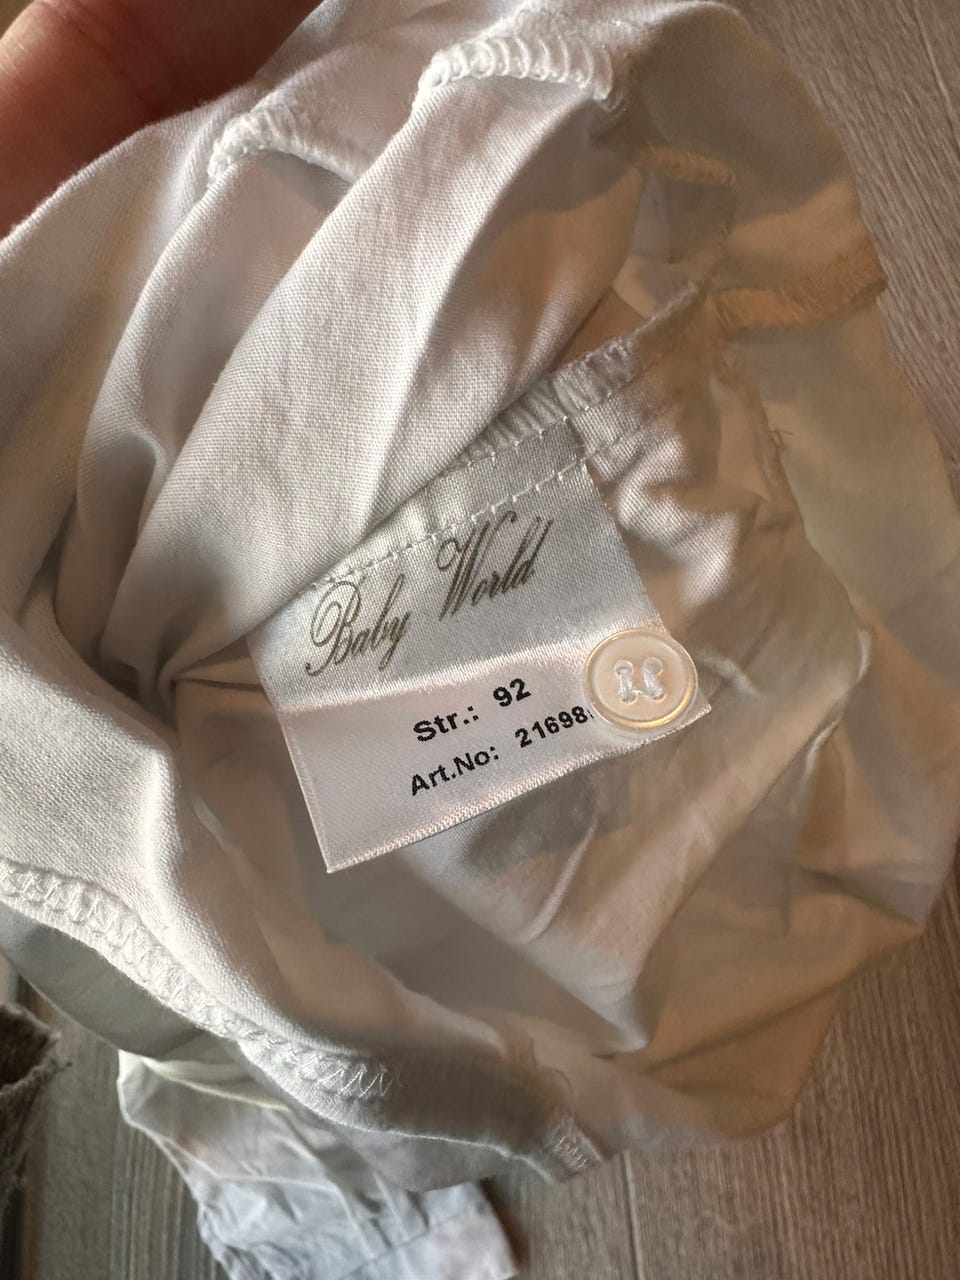 Baby World
Str.: 92
Art.No: 21698